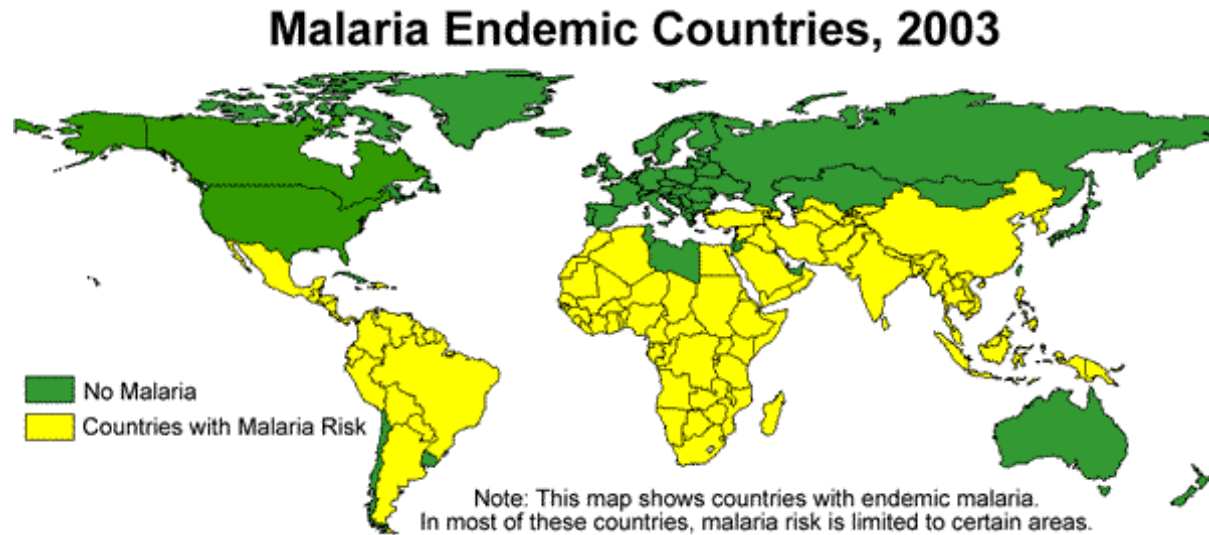 Malaria Endemic Countries, 2003
No Malaria
Countries with Malaria Risk
Note: This map shows countries with endemic malaria.
In most of these countries, malaria risk is limited to certain areas.